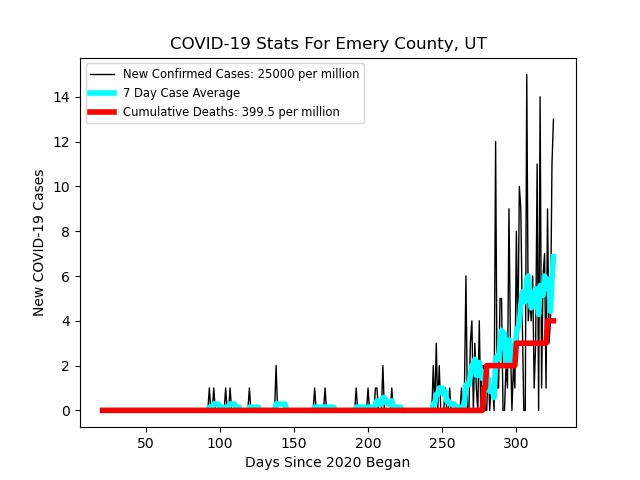 COVID-19 Stats For Emery County, UT
New Confirmed Cases: 25000 per million
7 Day Case Average
Cumulative Deaths: 399.5 per million
New COVID-19 Cases
14
12
10
8
6
4
2
0
50 100 150 200 250 300
Days Since 2020 Began